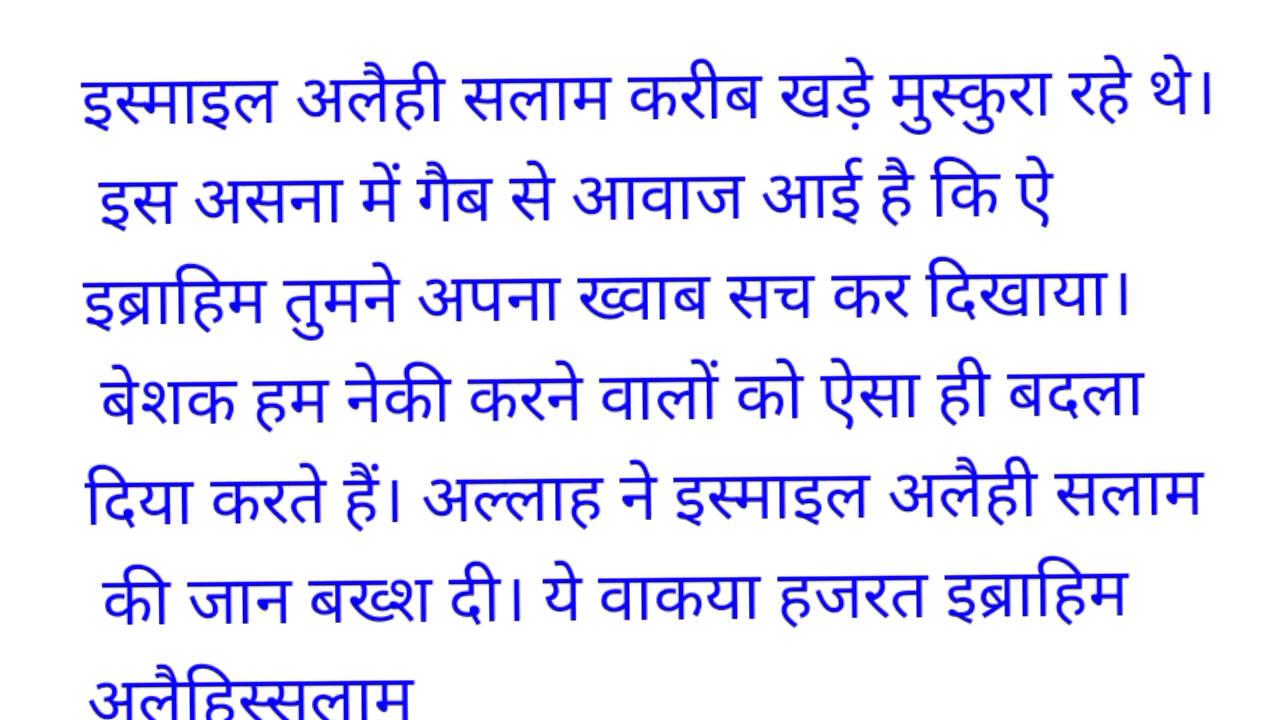 इस्माइल अलैही सलाम करीब खड़े मुस्कुरा रहे थे।
इस असना में गैब से आवाज आई है कि ऐ
इब्राहिम तुमने अपना ख्वाब सच कर दिखाया।
बेशक हम नेकी करने वालों को ऐसा ही बदला
दिया करते हैं। अल्लाह ने इस्माइल अलैही सलाम
की जान बख्श दी। ये वाकया हजरत इब्राहिम
अलैहिस्सलाम